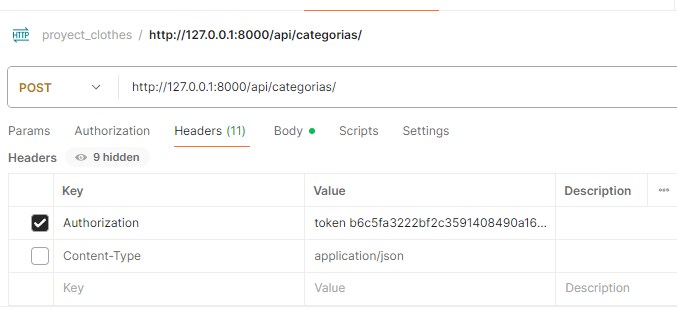 HTTP proyect_clothes / http://127.0.0.1:8000/api/categorias/
POST http://127.0.0.1:8000/api/categorias/
Params Authorization Headers (11) Body Scripts Settings
Headers 9 hidden
Key Value Description
Authorization token b6c5fa3222bf2c3591408490a16...
Content-Type application/json
Key Value Description